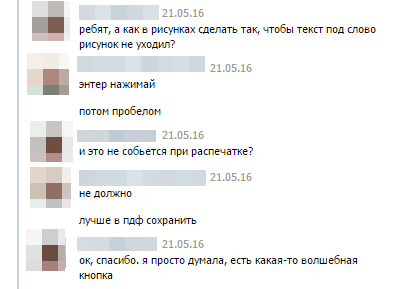 21.05.16
ребят, а как в рисунках сделать так, чтобы текст под слово
рисунок не уходил?
21.05.16
энтер нажимай
потом пробелом
21.05.16
и это не собьется при распечатке?
21.05.16
не должно
лучше в пдф сохранить
21.05.16
ок, спасибо. я просто думала, есть какая-то волшебная
кнопка